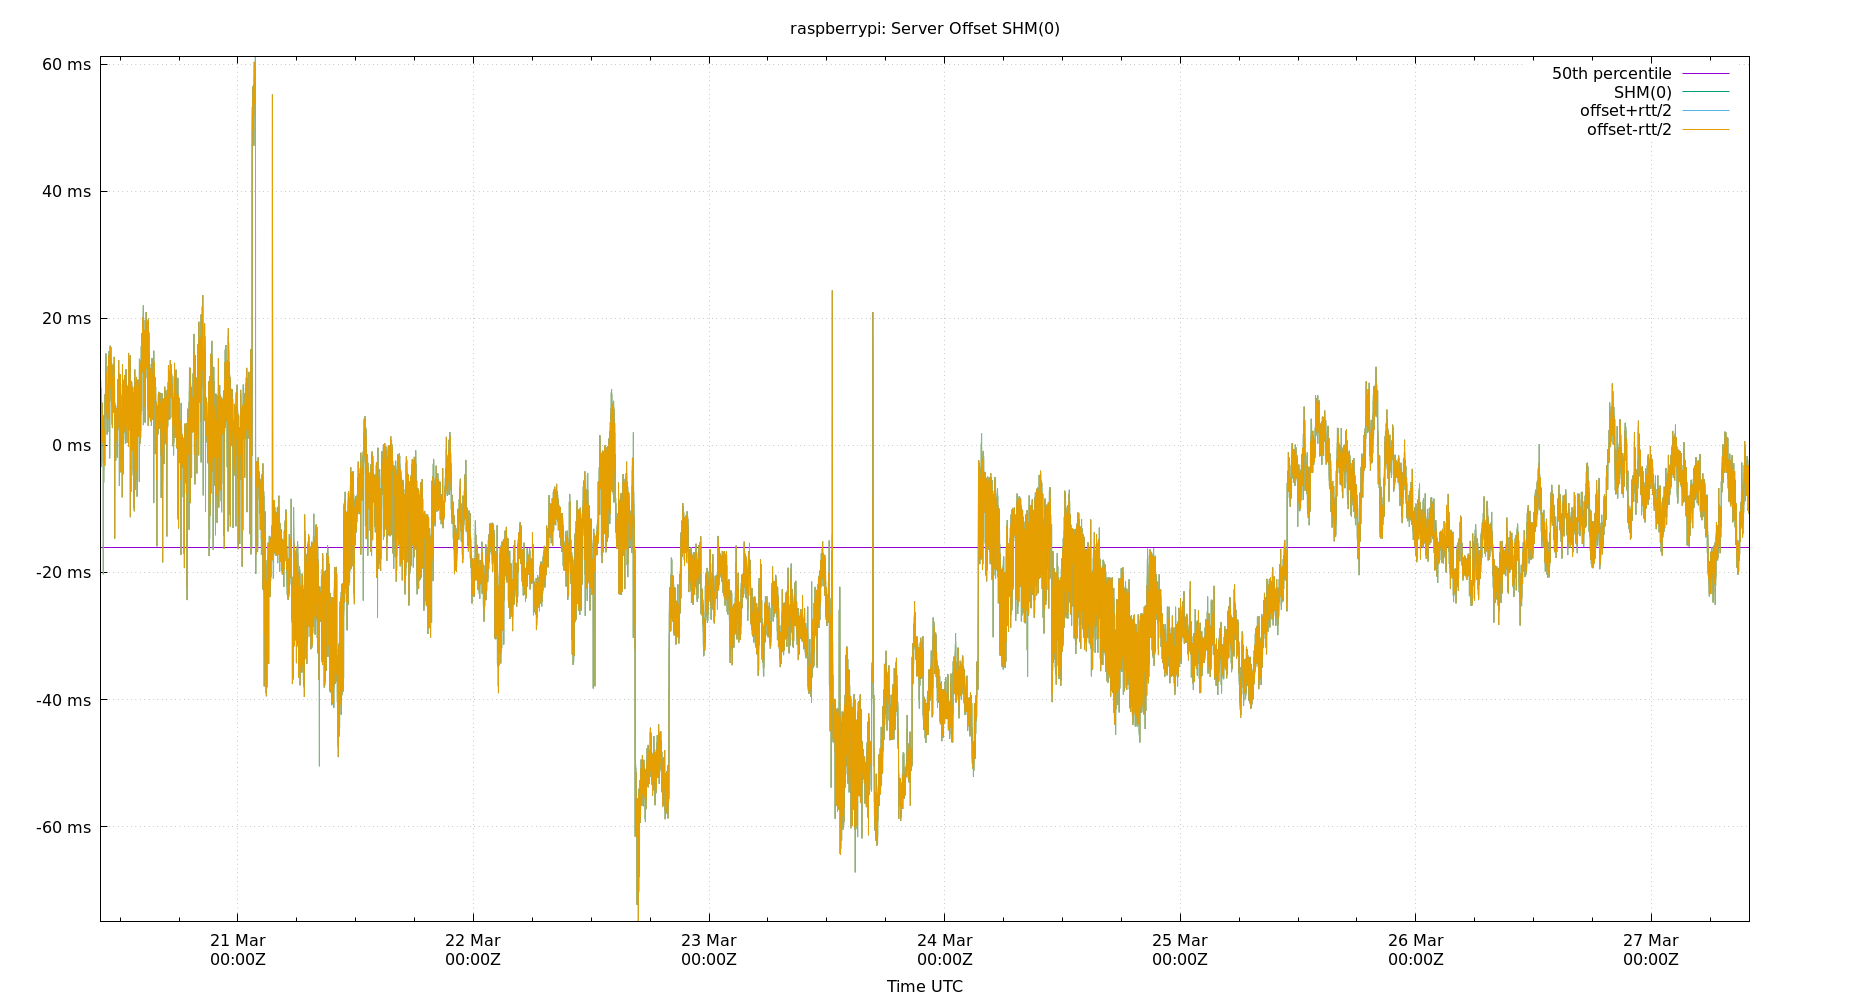 raspberrypi: Server Offset SHM(0)
60 ms
40 ms
20 ms
0 ms
-20 ms
-40 ms
-60 ms
50th percentile
SHM(0)
offset+rtt/2
offset-rtt/2
21 Mar 22 Mar 23 Mar 24 Mar 25 Mar 26 Mar 27 Mar
00:00Z 00:00Z 00:00Z 00:00Z 00:00Z 00:00Z 00:00Z
Time UTC